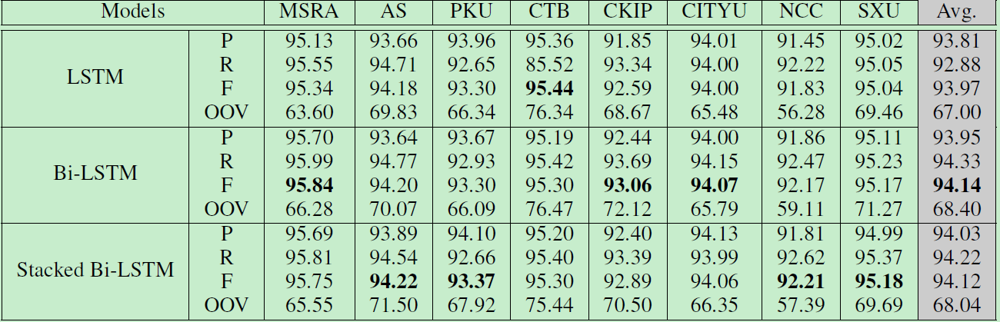 Models MSRA AS PKU CTB CKIP CITYU NCC SXU Avg.
LSTM
P 95.13 93.66 93.96 95.36 91.85 94.01 91.45 95.02 93.81
R 95.55 94.71 92.65 85.52 93.34 94.00 92.22 95.05 92.88
F 95.34 94.18 93.30 95.44 92.59 94.00 91.83 95.04 93.97
OOV 63.60 69.83 66.34 76.34 68.67 65.48 56.28 69.46 67.00
Bi-LSTM
P 95.70 93.64 93.67 95.19 92.44 94.00 91.86 95.11 93.95
R 95.99 94.77 92.93 95.42 93.69 94.15 92.47 95.23 94.33
F 95.84 94.20 93.30 95.30 93.06 94.07 92.17 95.17 94.14
OOV 66.28 70.07 66.09 76.47 72.12 65.79 59.11 71.27 68.40
Stacked Bi-LSTM
P 95.69 93.89 94.10 95.20 92.40 94.13 91.81 94.99 94.03
R 95.81 94.54 92.66 95.40 93.39 93.99 92.62 95.37 94.22
F 95.75 94.22 93.37 95.30 92.89 94.06 92.21 95.18 94.12
OOV 65.55 71.50 67.92 75.44 70.50 66.35 57.39 69.69 68.04